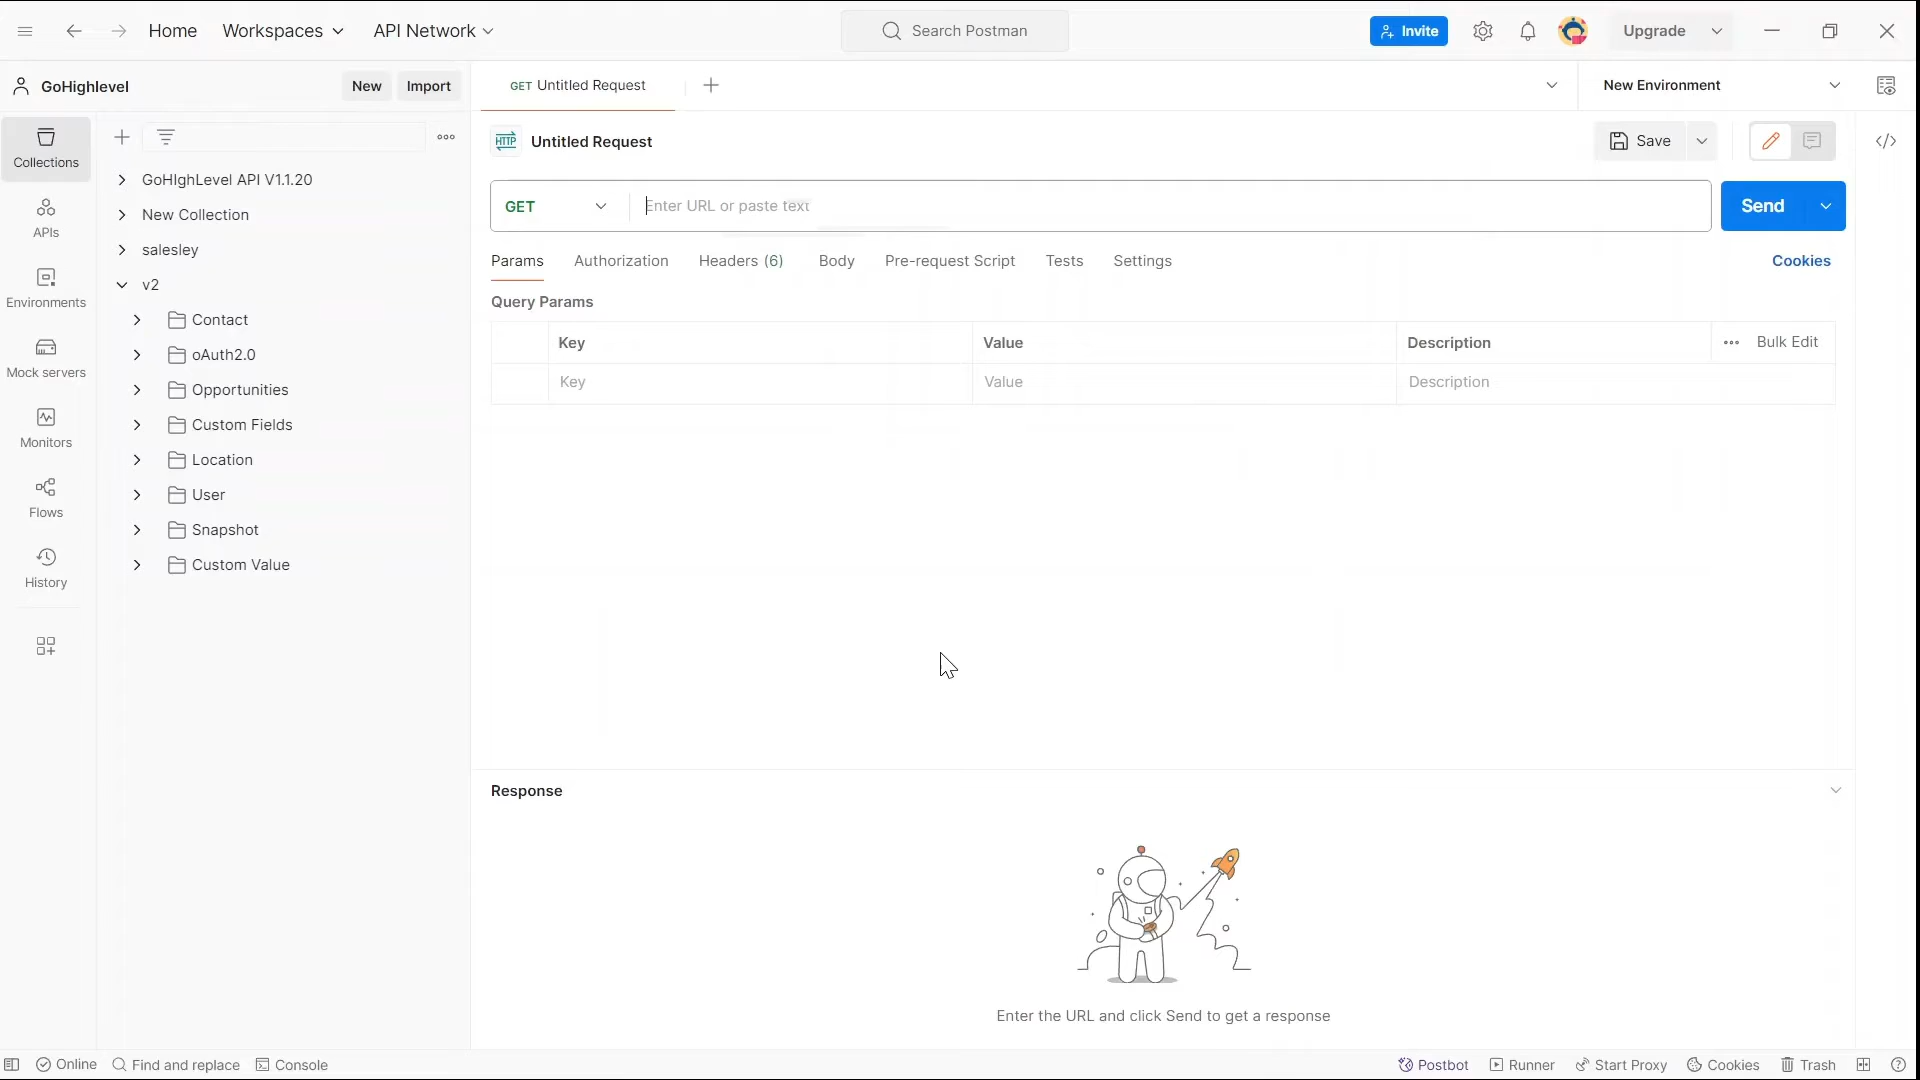 Home Workspaces API Network Search Postman Invite Upgrade
GoHighlevel New Import GET Untitled Request New Environment
Collections
APIs
Environments
Mock servers
Monitors
Flows
History
GoHIghLevel API V1.1.20
New Collection
salesley
v2
Contact
oAuth2.0
Opportunities
Custom Fields
Location
User
Snapshot
Custom Value
HTTP Untitled Request Save
GET Enter URL or paste text Send
Params Authorization Headers (6) Body Pre-request Script Tests Settings Cookies
Query Params
Key Value Description Bulk Edit
Key Value Description
Response
Enter the URL and click Send to get a response
Online Find and replace Console Postbot Runner Start Proxy Cookies Trash